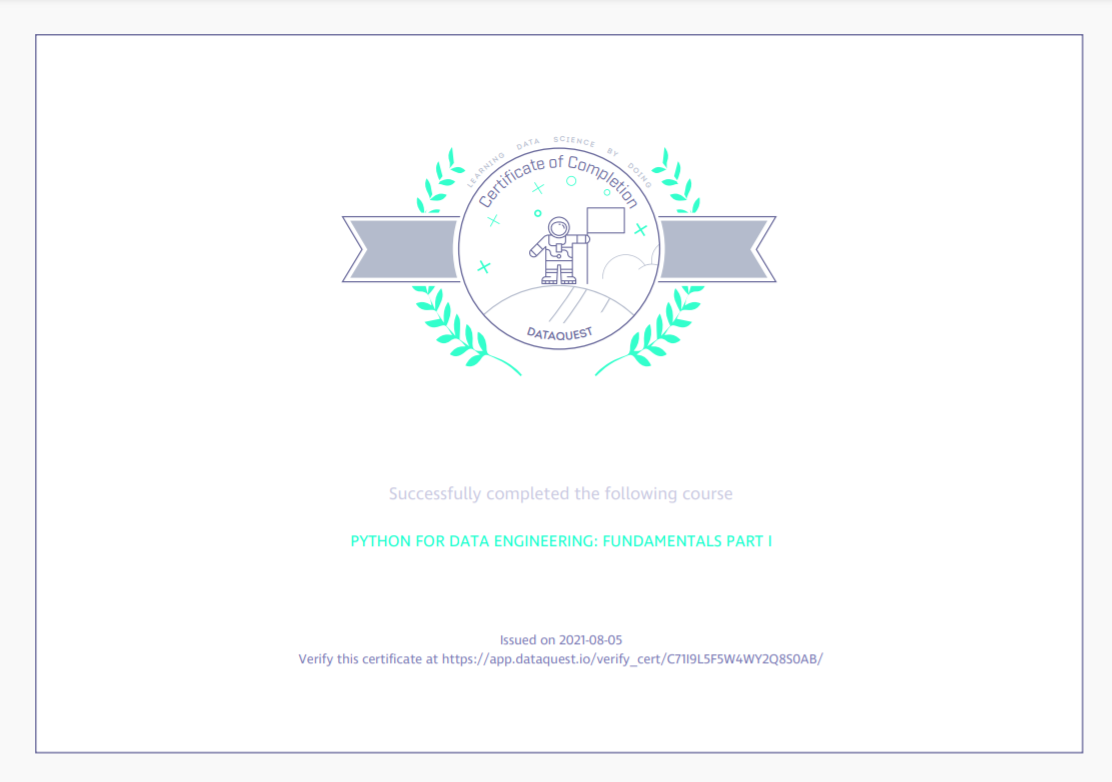 LEARNING DATA SCIENCE BY DOING
Certificate of Completion
DATAQUEST
Successfully completed the following course
PYTHON FOR DATA ENGINEERING: FUNDAMENTALS PART I
Issued on 2021-08-05
Verify this certificate at https://app.dataquest.io/verify_cert/C71I9L5F5W4WY2Q8S0AB/